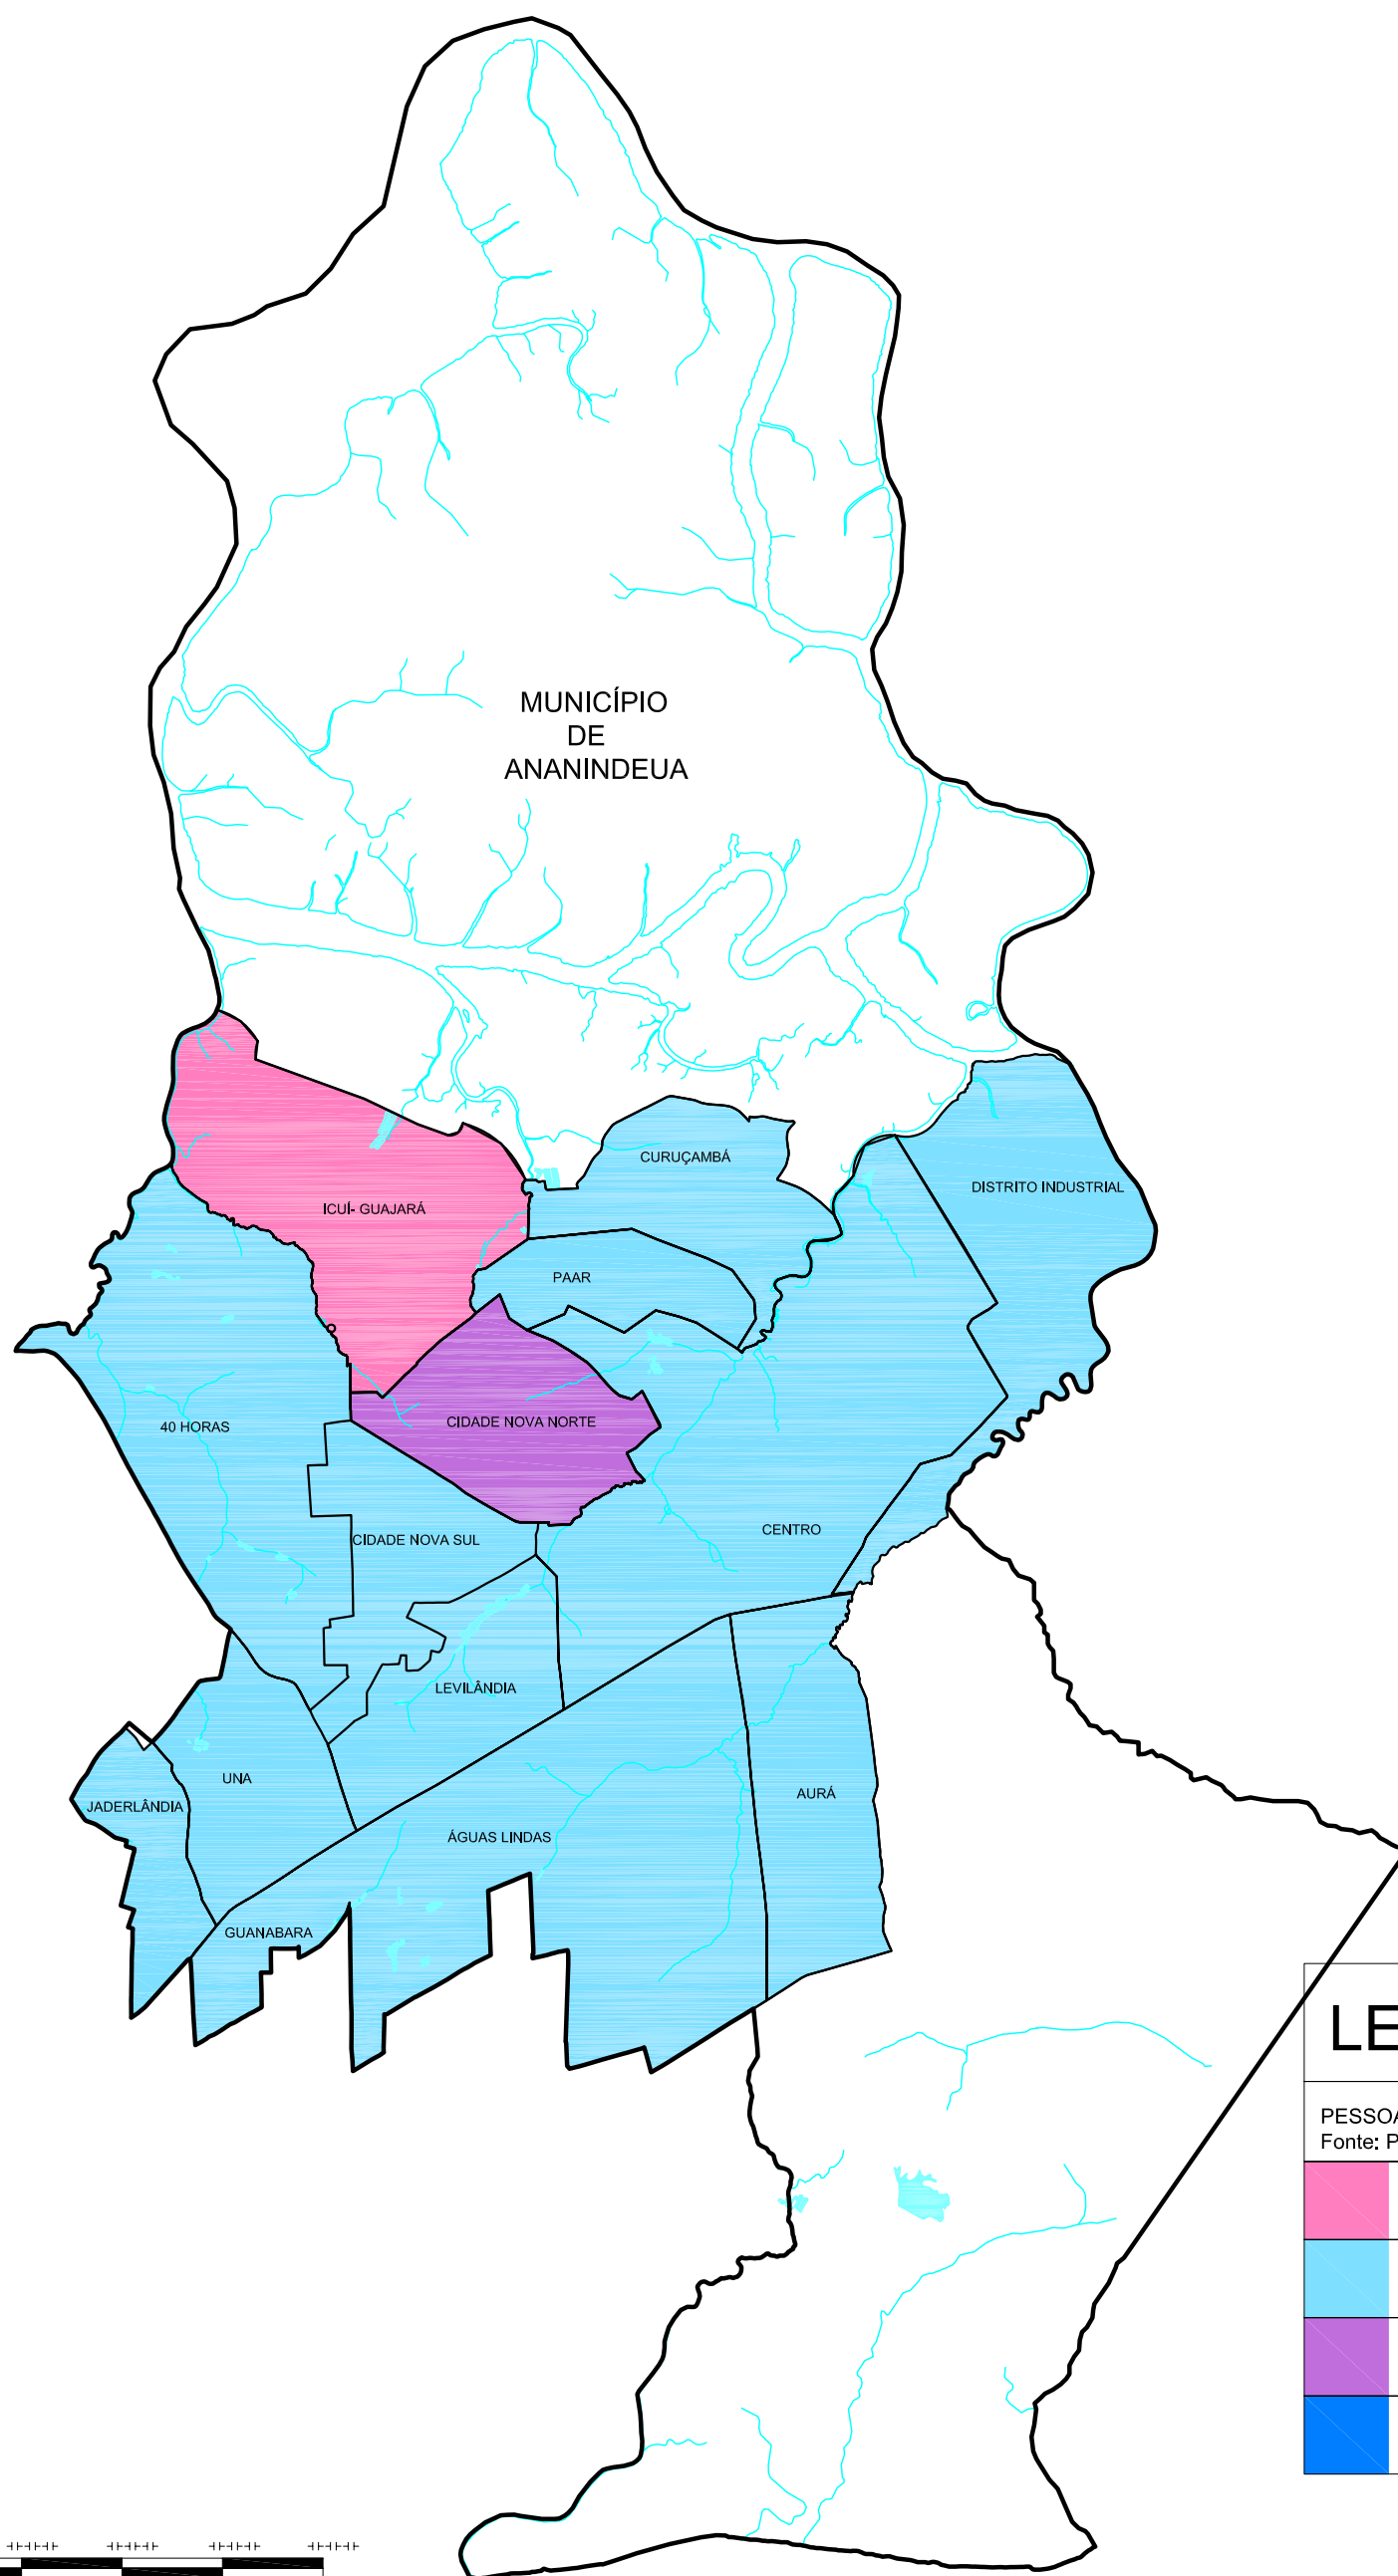 MUNICÍPIO
DE
ANANINDEUA
CURUÇAMBÁ
DISTRITO INDUSTRIAL
ICUÍ- GUAJARÁ
PAAR
40 HORAS
CIDADE NOVA NORTE
CENTRO
CIDADE NOVA SUL
LEVILÂNDIA
UNA
AURÁ
JADERLÂNDIA
ÁGUAS LINDAS
GUANABARA
LE
PESSOA
Fonte: P